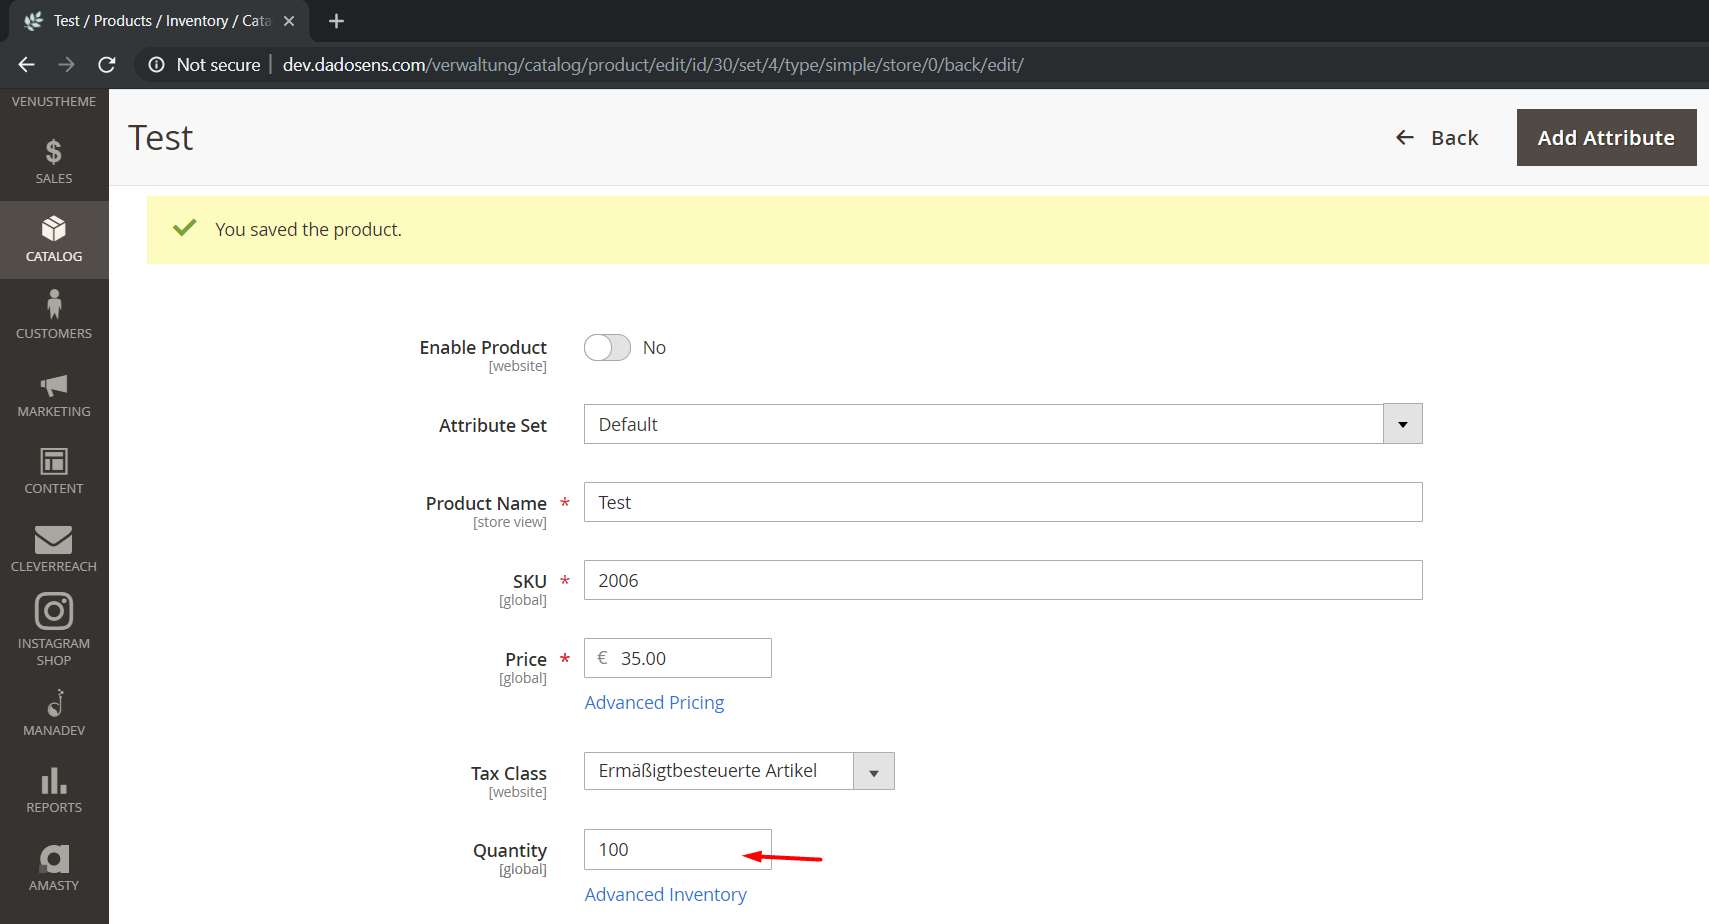 Test / Products / Inventory / Cata
Not secure
dev.dadosens.com/verwaltung/catalog/product/edit/id/30/set/4/type/simple/store/0/back/edit/
VENUSTHEME
SALES
CATALOG
CUSTOMERS
MARKETING
CONTENT
CLEVERREACH
INSTAGRAM
SHOP
MANADEV
REPORTS
AMASTY
Test
Back
Add Attribute
You saved the product.
Enable Product
[website]
No
Attribute Set
Default
Product Name *
[store view]
Test
SKU *
[global]
2006
Price *
[global]
€ 35.00
Advanced Pricing
Tax Class
[website]
Ermäßigtbesteuerte Artikel
Quantity
[global]
100
Advanced Inventory